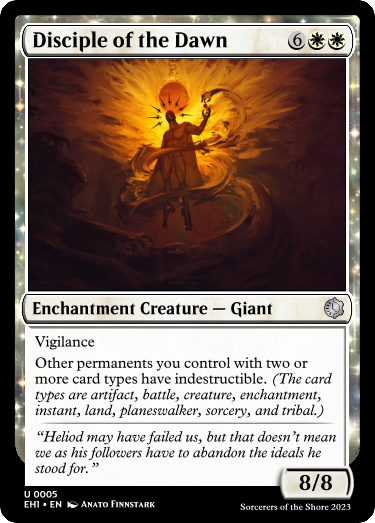 Disciple of the Dawn 6
Enchantment Creature — Giant
Vigilance
Other permanents you control with two or
more card types have indestructible. (The card
types are artifact, battle, creature, enchantment,
instant, land, planeswalker, sorcery, and tribal.)
“Heliod may have failed us, but that doesn’t mean
we as his followers have to abandon the ideals he
stood for.”
8/8
U 0005
EH1 • EN Anato Finnstark
Sorcerers of the Shore 2023